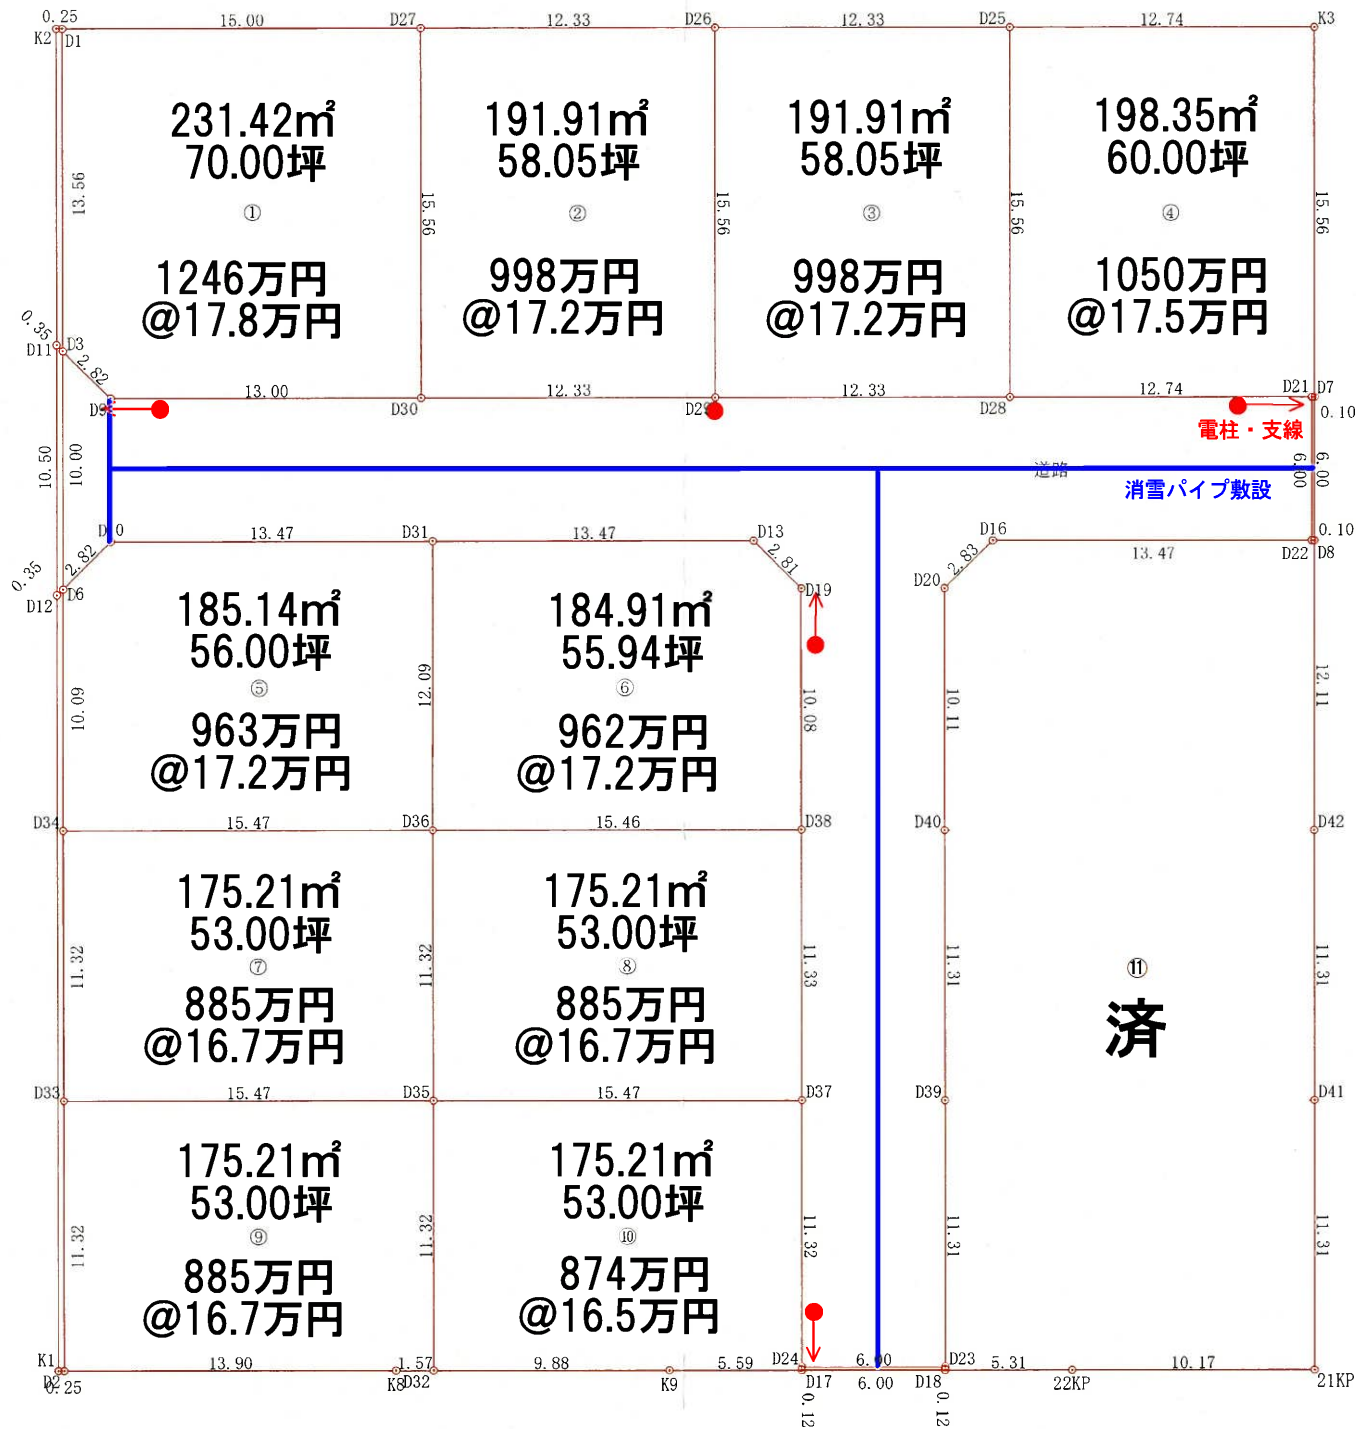 0.25
15.00
D27
12.33
D26
12.33
D25
12.74
K3
K2
D1
231.42㎡
70.00坪
①
1246万円
@17.8万円
191.91㎡
58.05坪
②
998万円
@17.2万円
191.91㎡
58.05坪
③
998万円
@17.2万円
198.35㎡
60.00坪
④
1050万円
@17.5万円
13.56
15.56
15.56
15.56
15.56
0.35
D11
D3
2.82
D9
13.00
D30
12.33
D29
12.33
D28
12.74
D21
D7
0.10
電柱・支線
10.50
10.00
道路
6.00
6.00
消雪パイプ敷設
13.47
D31
13.47
D13
D16
13.47
D22
D8
0.10
2.82
2.81
2.83
0.35
D12
D6
D19
D20
185.14㎡
56.00坪
⑤
963万円
@17.2万円
184.91㎡
55.94坪
⑥
962万円
@17.2万円
10.09
12.09
10.08
10.11
12.11
D34
15.47
D36
15.46
D38
D40
D42
175.21㎡
53.00坪
⑦
885万円
@16.7万円
175.21㎡
53.00坪
⑧
885万円
@16.7万円
⑪
済
11.32
11.32
11.33
11.31
11.31
D33
15.47
D35
15.47
D37
D39
D41
175.21㎡
53.00坪
⑨
885万円
@16.7万円
175.21㎡
53.00坪
⑩
874万円
@16.5万円
11.32
11.32
11.32
11.31
11.31
K1
13.90
1.57
9.88
5.59
D24
6.00
D23
5.31
10.17
D2
0.25
K8
D32
K9
D17
6.00
D18
22KP
21KP
0.12
0.12